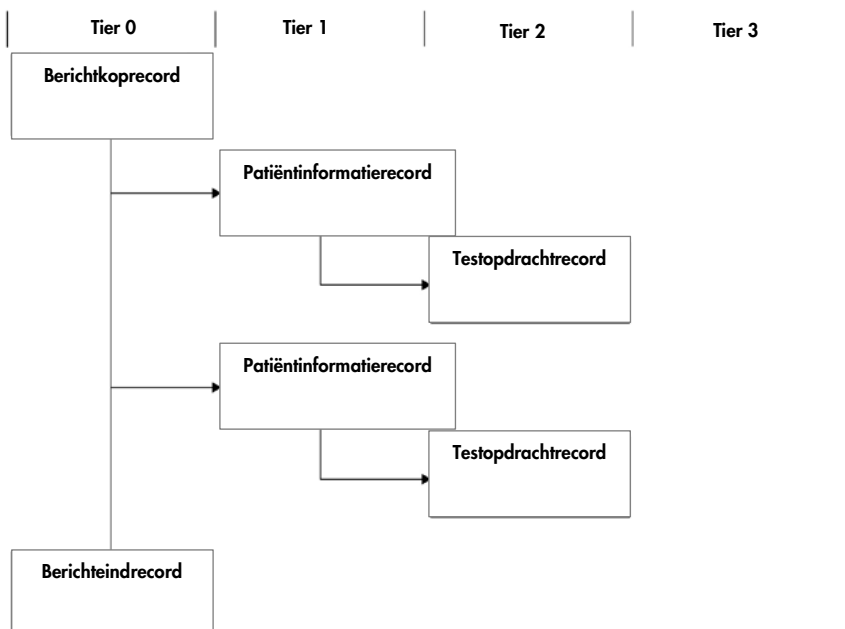 Tier 0
Tier 1
Tier 2
Tier 3
Berichtkoprecord
Patiëntinformatierecord
Testopdrachtrecord
Patiëntinformatierecord
Testopdrachtrecord
Berichteindrecord